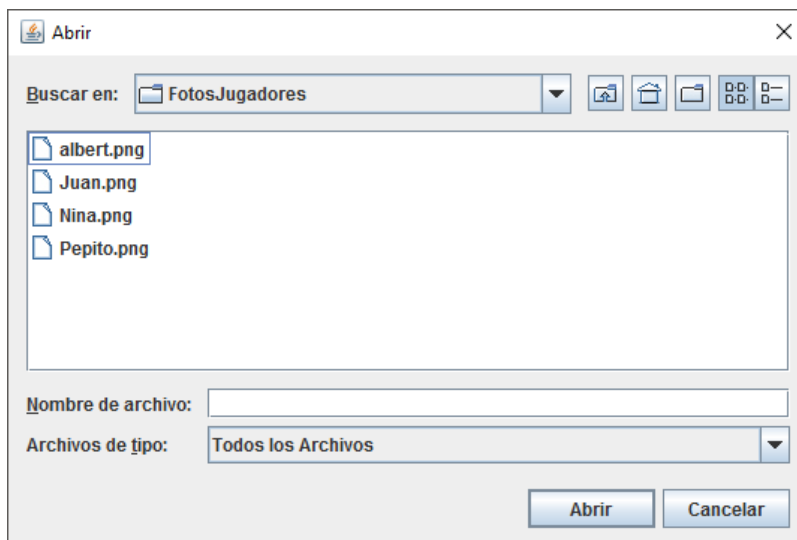 Abrir
Buscar en: FotosJugadores
albert.png
Juan.png
Nina.png
Pepito.png
Nombre de archivo:
Archivos de tipo: Todos los Archivos
Abrir Cancelar